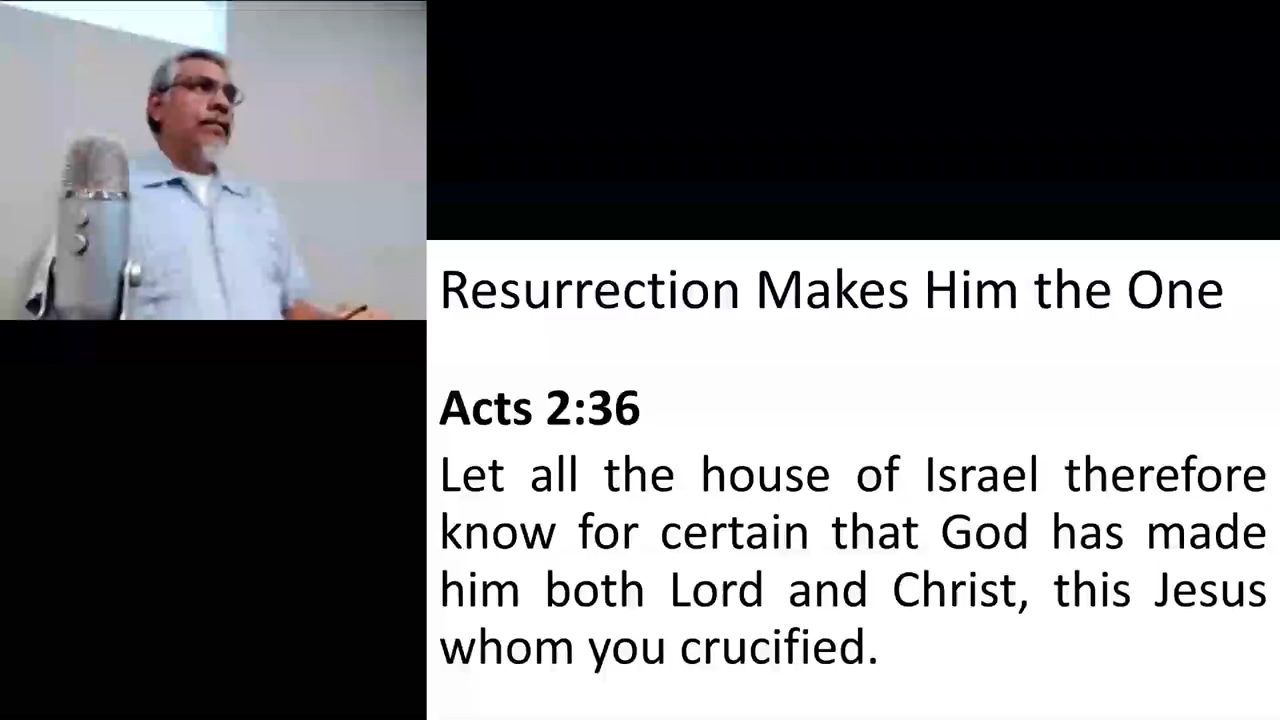 Resurrection Makes Him the One
Acts 2:36
Let all the house of Israel therefore
know for certain that God has made
him both Lord and Christ, this Jesus
whom you crucified.